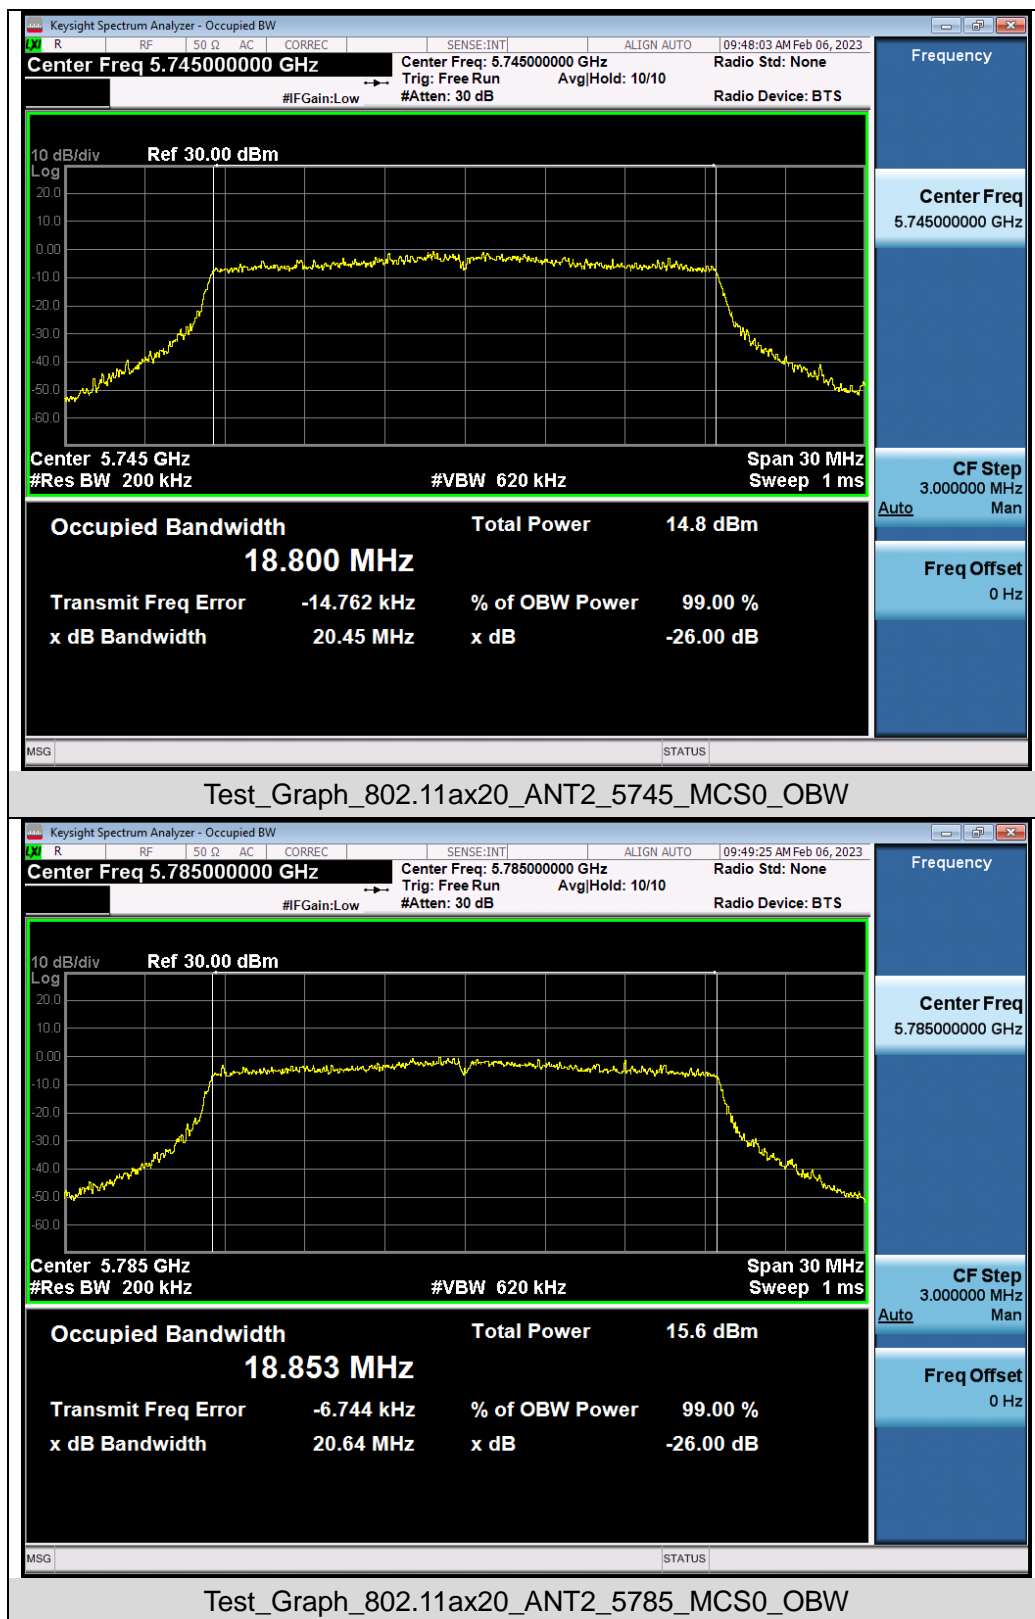 Keysight Spectrum Analyzer - Occupied BW
LXI R RF 50 Ω AC CORREC SENSE:INT ALIGN AUTO 09:48:03 AM Feb 06, 2023
Center Freq 5.745000000 GHz
Center Freq: 5.745000000 GHz
Radio Std: None
Trig: Free Run Avg|Hold: 10/10
#IFGain:Low
#Atten: 30 dB
Radio Device: BTS
Frequency
10 dB/div Ref 30.00 dBm
Log
20.0
10.0
0.00
-10.0
-20.0
-30.0
-40.0
-50.0
-60.0
Center 5.745 GHz Span 30 MHz
#Res BW 200 kHz #VBW 620 kHz Sweep 1 ms
Center Freq
5.745000000 GHz
CF Step
3.000000 MHz
Auto Man
Freq Offset
0 Hz
Occupied Bandwidth Total Power 14.8 dBm
18.800 MHz
Transmit Freq Error -14.762 kHz % of OBW Power 99.00 %
x dB Bandwidth 20.45 MHz x dB -26.00 dB
MSG STATUS
Test_Graph_802.11ax20_ANT2_5745_MCS0_OBW
Keysight Spectrum Analyzer - Occupied BW
LXI R RF 50 Ω AC CORREC SENSE:INT ALIGN AUTO 09:49:25 AM Feb 06, 2023
Center Freq 5.785000000 GHz
Center Freq: 5.785000000 GHz
Radio Std: None
Trig: Free Run Avg|Hold: 10/10
#IFGain:Low
#Atten: 30 dB
Radio Device: BTS
Frequency
10 dB/div Ref 30.00 dBm
Log
20.0
10.0
0.00
-10.0
-20.0
-30.0
-40.0
-50.0
-60.0
Center 5.785 GHz Span 30 MHz
#Res BW 200 kHz #VBW 620 kHz Sweep 1 ms
Center Freq
5.785000000 GHz
CF Step
3.000000 MHz
Auto Man
Freq Offset
0 Hz
Occupied Bandwidth Total Power 15.6 dBm
18.853 MHz
Transmit Freq Error -6.744 kHz % of OBW Power 99.00 %
x dB Bandwidth 20.64 MHz x dB -26.00 dB
MSG STATUS
Test_Graph_802.11ax20_ANT2_5785_MCS0_OBW